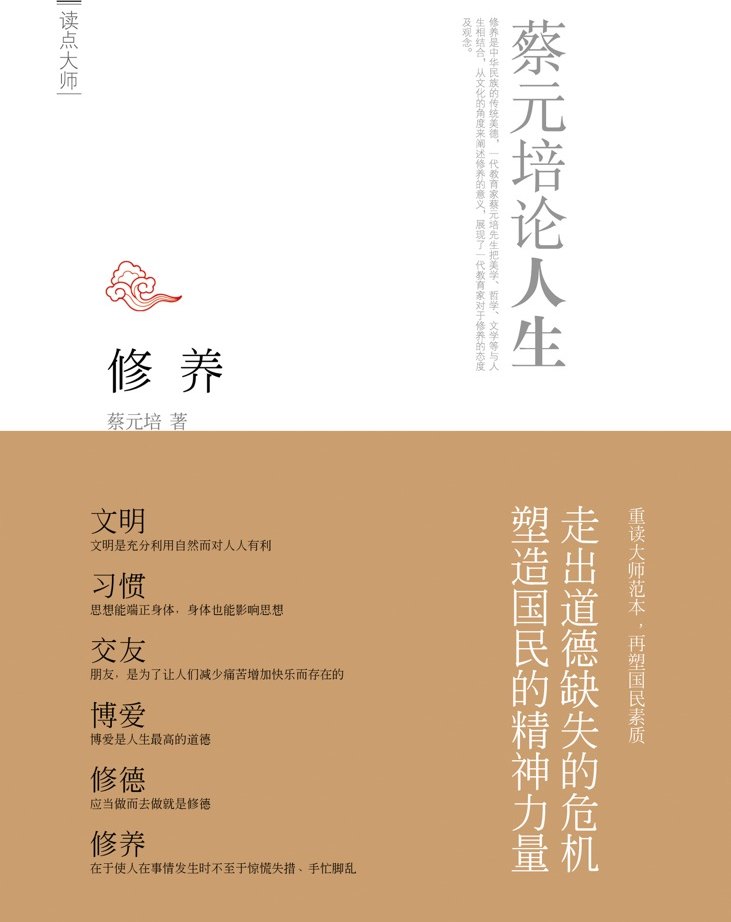 读点大师
蔡元培论人生
修养是中华民族的传统美德，一代教育家蔡元培先生把美学、哲学、文学等与人
生相结合，从文化的角度来阐述修养的意义，展现了一代教育家对于修养的态度
及观念。
修养
蔡元培 著
重读大师范本，再塑国民素质
走出道德缺失的危机
塑造国民的精神力量
文明
文明是充分利用自然而对人人有利
习惯
思想能端正身体，身体也能影响思想
交友
朋友，是为了让人们减少痛苦增加快乐而存在的
博爱
博爱是人生最高的道德
修德
应当做而去做就是修德
修养
在于使人在事情发生时不至于惊慌失措、手忙脚乱